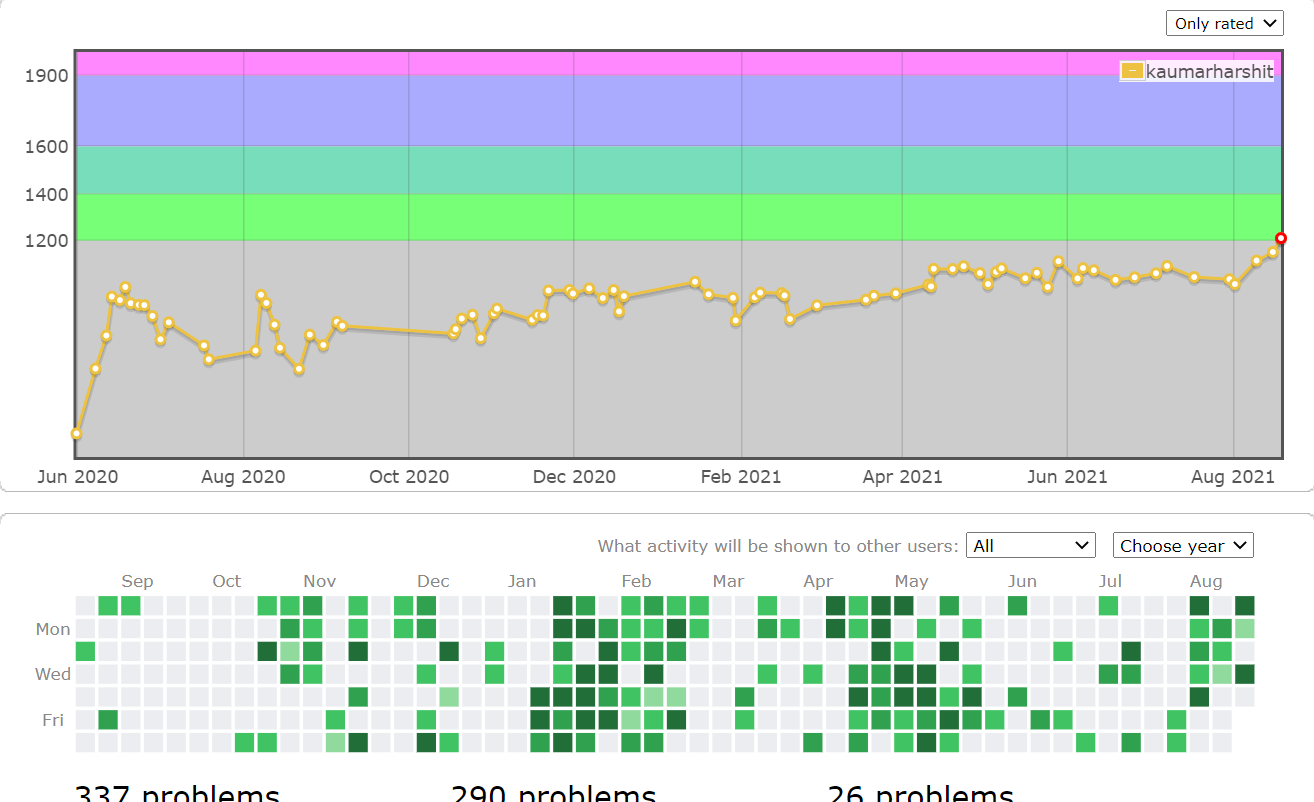 Only rated
kaumarharshit
1900
1600
1400
1200
Jun 2020 Aug 2020 Oct 2020 Dec 2020 Feb 2021 Apr 2021 Jun 2021 Aug 2021
What activity will be shown to other users: All Choose year
Sep Oct Nov Dec Jan Feb Mar Apr May Jun Jul Aug
Mon
Wed
Fri
337 problems 290 problems 26 problems